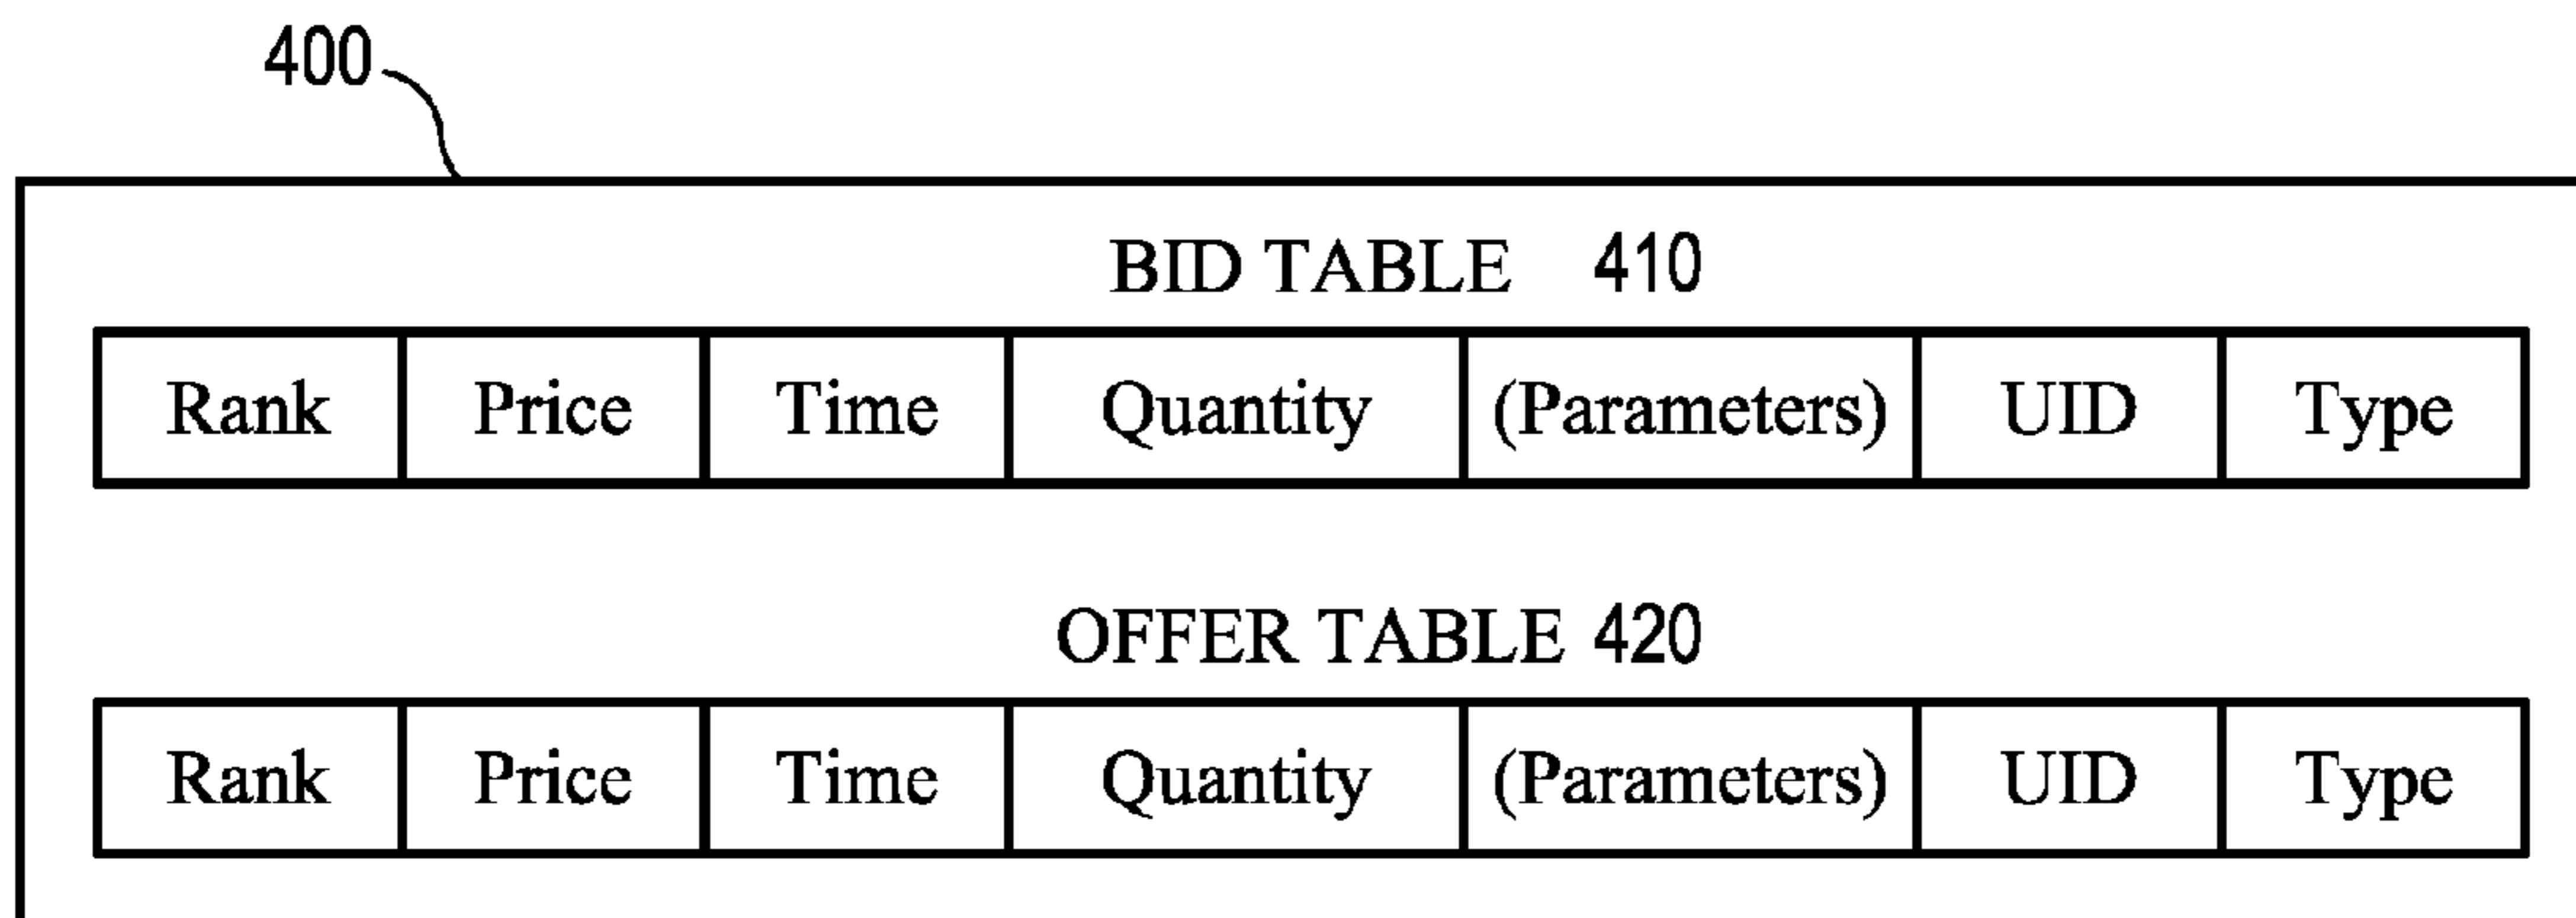 400
BID TABLE 410
Rank Price Time Quantity (Parameters) UID Type
OFFER TABLE 420
Rank Price Time Quantity (Parameters) UID Type